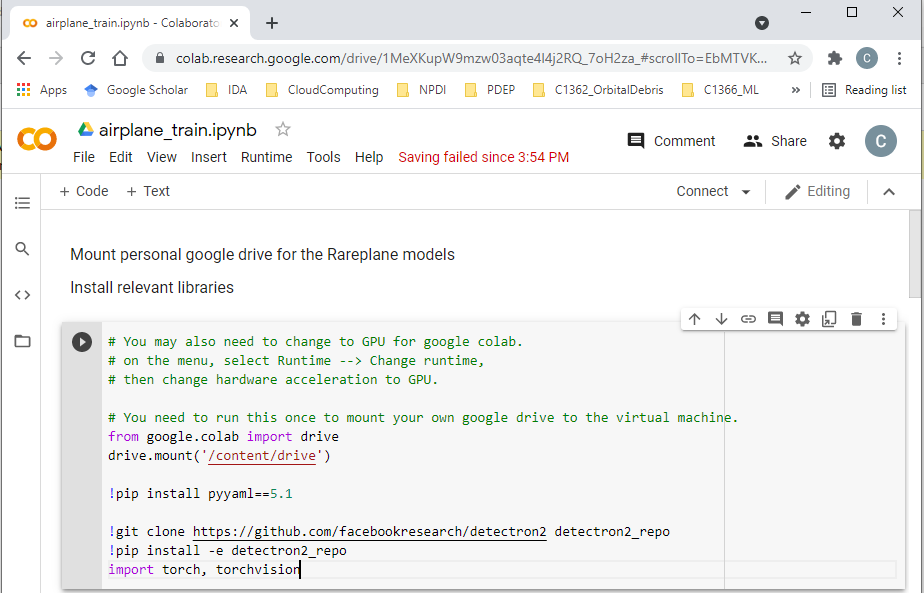 airplane_train.ipynb - Colaborato
colab.research.google.com/drive/1MeXKupW9mzw03aqte4l4j2RQ_7oH2za_#scrollTo=EbMTVK...
C
Apps Google Scholar IDA CloudComputing NPDI PDEP C1362_OrbitalDebris C1366_ML » Reading list
airplane_train.ipynb
Comment Share C
File Edit View Insert Runtime Tools Help Saving failed since 3:54 PM
+ Code + Text Connect Editing
Mount personal google drive for the Rareplane models
Install relevant libraries
# You may also need to change to GPU for google colab.
# on the menu, select Runtime --> Change runtime,
# then change hardware acceleration to GPU.
# You need to run this once to mount your own google drive to the virtual machine.
from google.colab import drive
drive.mount('/content/drive')
!pip install pyyaml==5.1
!git clone https://github.com/facebookresearch/detectron2 detectron2_repo
!pip install -e detectron2_repo
import torch, torchvision